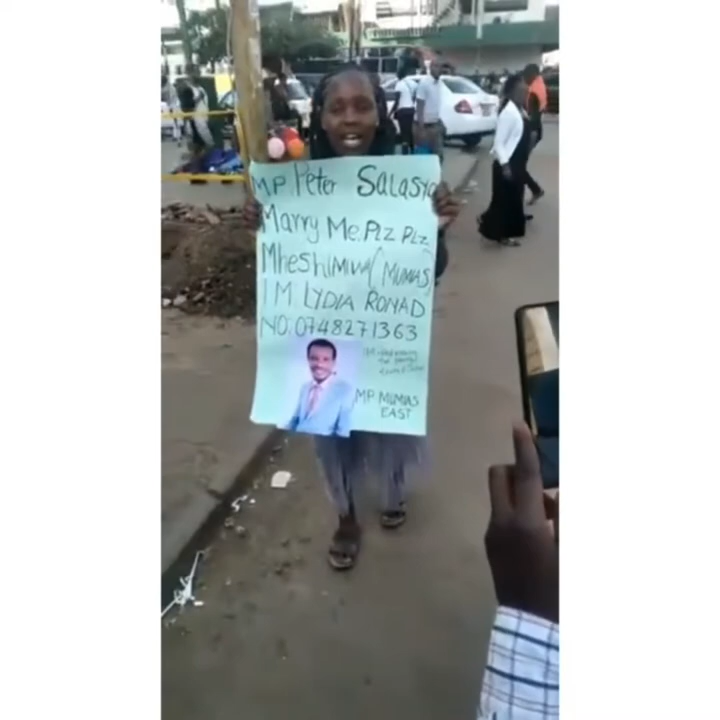 MP. Peter Salasya
Marry Me. Plz Plz
Mheshimiwa (MUMIAS)
I M LYDIA RONAD
NO: 0748271363
MP MUMIAS
EAST